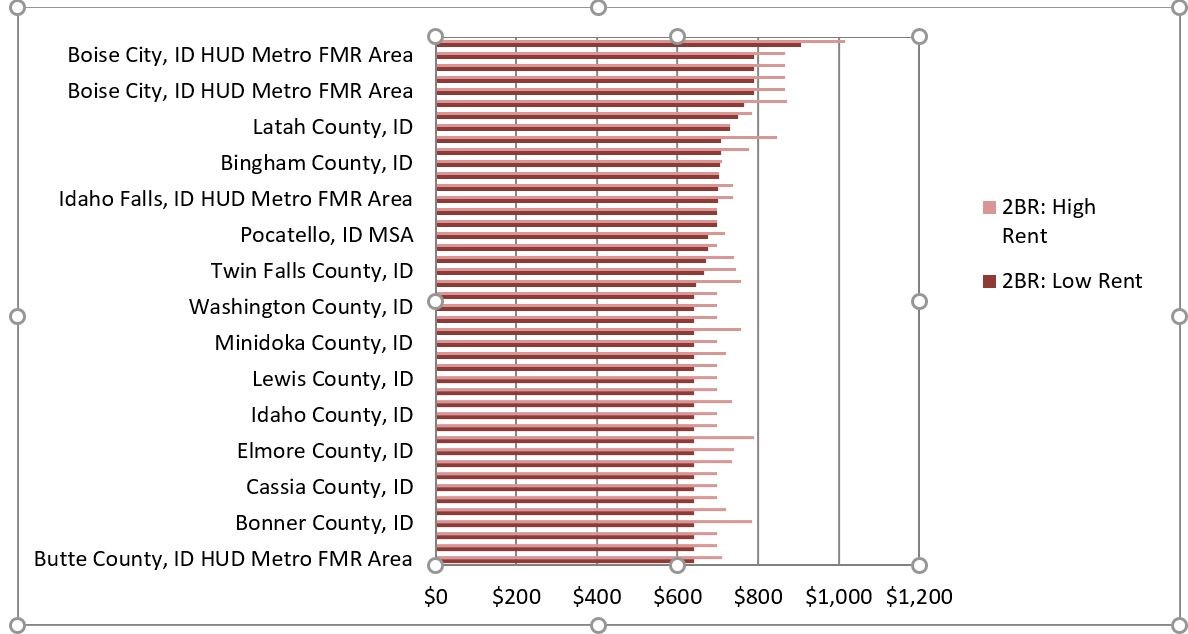 Boise City, ID HUD Metro FMR Area
Boise City, ID HUD Metro FMR Area
Latah County, ID
Bingham County, ID
Idaho Falls, ID HUD Metro FMR Area
Pocatello, ID MSA
Twin Falls County, ID
Washington County, ID
Minidoka County, ID
Lewis County, ID
Idaho County, ID
Elmore County, ID
Cassia County, ID
Bonner County, ID
Butte County, ID HUD Metro FMR Area
$0 $200 $400 $600 $800 $1,000 $1,200
2BR: High
Rent
2BR: Low Rent